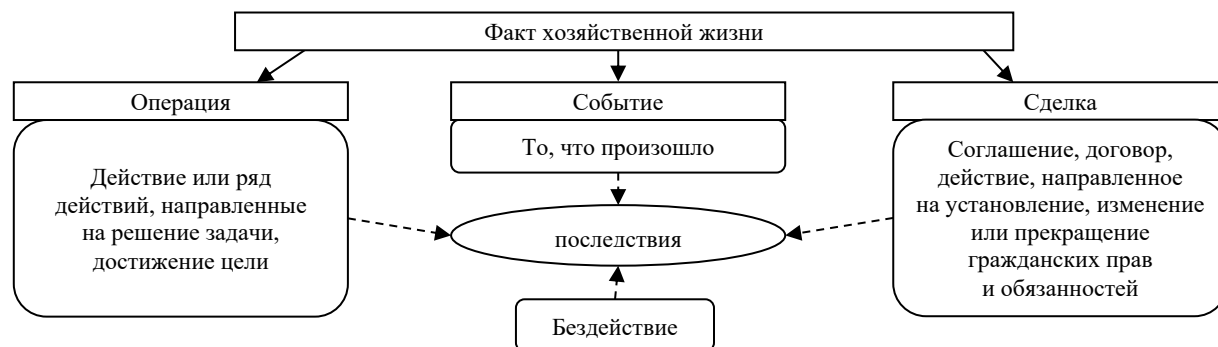 Факт хозяйственной жизни
Операция
Событие
Сделка
Действие или ряд
действий, направленные
на решение задачи,
достижение цели
То, что произошло
Соглашение, договор,
действие, направленное
на установление, изменение
или прекращение
гражданских прав
и обязанностей
последствия
Бездействие